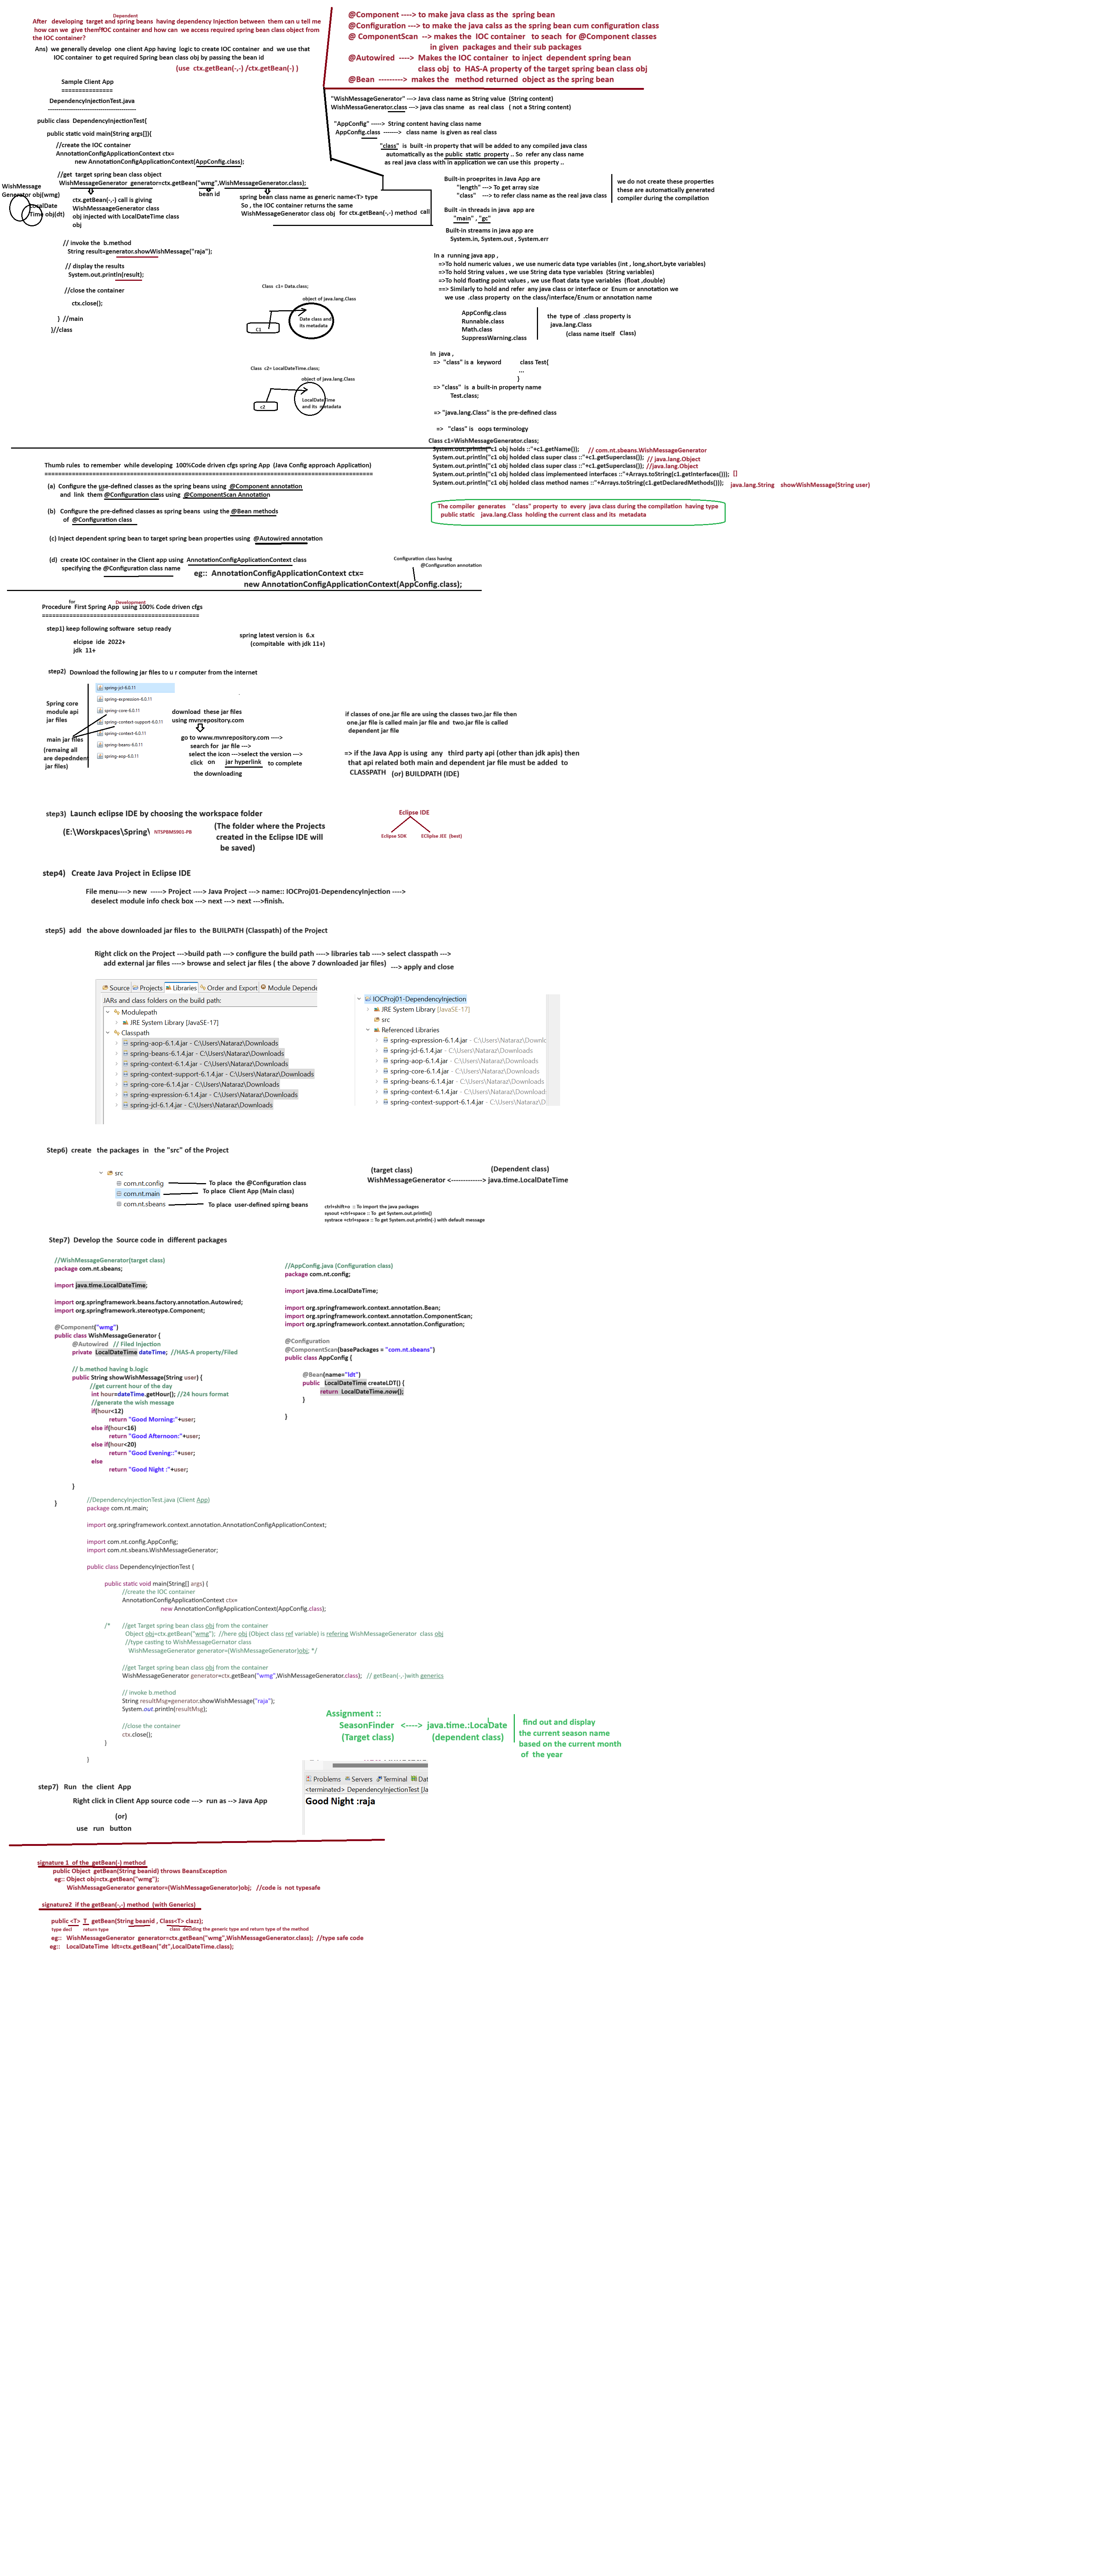 Dependent
After developing target and spring beans having dependency Injection between them can u tell me
how can we give them IOC container and how can we access required spring bean class object from
the IOC container?
Ans) we generally develop one client App having logic to create IOC container and we use that
IOC container to get required Spring bean class obj by passing the bean id
(use ctx.getBean(-,-) /ctx.getBean(-) )
Sample Client App
===============
DependencyInjectionTest.java
----------------------------------------
public class DependencyInjectionTest{
public static void main(String args[]){
//create the IOC container
AnnotationConfigApplicationContext ctx=
new AnnotationConfigApplicationContext(AppConfig.class);
//get target spring bean class object
WishMessageGenerator generator=ctx.getBean("wmg",WishMessageGenerator.class);
bean id
WishMessage
Generator obj(wmg)
LocalDate
Time obj(dt)
ctx.getBean(-,-) call is giving
WishMessaageGenerator class
obj injected with LocalDateTime class
obj
spring bean class name as generic name<T> type
So , the IOC container returns the same
WishMessageGenerator class obj for ctx.getBean(-,-) method call
// invoke the b.method
String result=generator.showWishMessage("raja");
// display the results
System.out.println(result);
//close the container
ctx.close();
} //main
}//class
@Component ----> to make java class as the spring bean
@Configuration ---> to make the java calss as the spring bean cum configuration class
@ ComponentScan --> makes the IOC container to seach for @Component classes
in given packages and their sub packages
@Autowired ----> Makes the IOC container to inject dependent spring bean
class obj to HAS-A property of the target spring bean class obj
@Bean ---------> makes the method returned object as the spring bean
"WishMessageGenerator" ---> Java class name as String value (String content)
WishMessaGenerator.class ---> java clas sname as real class ( not a String content)
"AppConfig" -----> String content having class name
AppConfig.class -------> class name is given as real class
"class" is built -in property that will be added to any compiled java class
automatically as the public static property .. So refer any class name
as real java class with in application we can use this property ..
Built-in proeprites in Java App are
"length" ---> To get array size
"class" ---> to refer class name as the real java class
we do not create these properties
these are automatically generated
compiler during the compilation
Built -in threads in java app are
"main" , "gc"
Built-in streams in java app are
System.in, System.out , System.err
In a running java app ,
=>To hold numeric values , we use numeric data type variables (int , long,short,byte variables)
=>To hold String values , we use String data type variables (String variables)
=>To hold floating point values , we use float data type variables (float ,double)
==> Similarly to hold and refer any java class or interface or Enum or annotation we
we use .class property on the class/interface/Enum or annotation name
AppConfig.class
Runnable.class
Math.class
SuppressWarning.class
the type of .class property is
java.lang.Class
(class name itself Class)
Class c1= Data.class;
object of java.lang.Class
Date class and
its metadata
C1
Class c2= LocalDateTime.class;
object of java.lang.Class
LocalDateTime
and its metadata
c2
In java ,
=> "class" is a keyword class Test{
...
}
=> "class" is a built-in property name
Test.class;
=> "java.lang.Class" is the pre-defined class
=> "class" is oops terminology
Class c1=WishMessageGenerator.class;
System.out.println("c1 obj holds ::"+c1.getName()); // com.nt.sbeans.WishMessageGenerator
System.out.println("c1 obj holded class super class ::"+c1.getSuperclass()); // java.lang.Object
System.out.println("c1 obj holded class super class ::"+c1.getSuperclass()); //java.lang.Object
System.out.println("c1 obj holded class implemented interfaces ::"+Arrays.toString(c1.getInterfaces())); []
System.out.println("c1 obj holded class method names ::"+Arrays.toString(c1.getDeclaredMethods())); java.lang.String showWishMessage(String user)
The compiler generates "class" property to every java class during the compilation having type
public static java.lang.Class holding the current class and its metadata
Thumb rules to remember while developing 100%Code driven cfgs spring App (Java Config approach Application)
=====================================================================================
(a) Configure the use-defined classes as the spring beans using @Component annotation
and link them @Configuration class using @ComponentScan Annotation
(b) Configure the pre-defined classes as spring beans using the @Bean methods
of @Configuration class
(c) Inject dependent spring bean to target spring bean properties using @Autowired annotation
(d) create IOC container in the Client app using AnnotationConfigApplicationContext class
specifying the @Configuration class name
eg:: AnnotationConfigApplicationContext ctx=
new AnnotationConfigApplicationContext(AppConfig.class);
Configuration class having
@Configuration annotation
for Development
Procedure First Spring App using 100% Code driven cfgs
=========================================
step1) keep following software setup ready
elcipse ide 2022+
jdk 11+
spring latest version is 6.x
(compitable with jdk 11+)
step2) Download the following jar files to u r computer from the internet
spring-jcl-6.0.11
spring-expression-6.0.11
spring-core-6.0.11
spring-context-support-6.0.11
spring-context-6.0.11
spring-beans-6.0.11
spring-aop-6.0.11
Spring core
module api
jar files
main jar files
(remaing all
are depedndent
jar files)
download these jar files
using mvnrepository.com
go to www.mvnrepository.com ---->
search for jar file --->
select the icon --->select the version --->
click on jar hyperlink to complete
the downloading
if classes of one.jar file are using the classes two.jar file then
one.jar file is called main jar file and two.jar file is called
dependent jar file
=> if the Java App is using any third party api (other than jdk apis) then
that api related both main and dependent jar file must be added to
CLASSPATH (or) BUILDPATH (IDE)
step3) Launch eclipse IDE by choosing the workspace folder
(E:\Worskpaces\Spring\ NTSPBMS901-PB
(The folder where the Projects
created in the Eclipse IDE will
be saved)
Eclipse IDE
Eclipse SDK ECliplse JEE (best)
step4) Create Java Project in Eclipse IDE
File menu----> new -----> Project ----> Java Project ---> name:: IOCProj01-DependencyInjection ---->
deselect module info check box ---> next ---> next --->finish.
step5) add the above downloaded jar files to the BUILPATH (Classpath) of the Project
Right click on the Project --->build path ---> configure the build path ----> libraries tab ----> select classpath --->
add external jar files ----> browse and select jar files ( the above 7 downloaded jar files) ---> apply and close
Source Projects Libraries Order and Export Module Depende
JARs and class folders on the build path:
Modulepath
JRE System Library [JavaSE-17]
Classpath
spring-aop-6.1.4.jar - C:\Users\Nataraz\Downloads
spring-beans-6.1.4.jar - C:\Users\Nataraz\Downloads
spring-context-6.1.4.jar - C:\Users\Nataraz\Downloads
spring-context-support-6.1.4.jar - C:\Users\Nataraz\Downloads
spring-core-6.1.4.jar - C:\Users\Nataraz\Downloads
spring-expression-6.1.4.jar - C:\Users\Nataraz\Downloads
spring-jcl-6.1.4.jar - C:\Users\Nataraz\Downloads
IOCProj01-DependencyInjection
JRE System Library [JavaSE-17]
src
Referenced Libraries
spring-expression-6.1.4.jar - C:\Users\Nataraz\Downlo
spring-jcl-6.1.4.jar - C:\Users\Nataraz\Downloads
spring-aop-6.1.4.jar - C:\Users\Nataraz\Downloads
spring-core-6.1.4.jar - C:\Users\Nataraz\Downloads
spring-beans-6.1.4.jar - C:\Users\Nataraz\Downloads
spring-context-6.1.4.jar - C:\Users\Nataraz\Download
spring-context-support-6.1.4.jar - C:\Users\Nataraz\D
Step6) create the packages in the "src" of the Project
src
com.nt.config To place the @Configuration class
com.nt.main To place Client App (Main class)
com.nt.sbeans To place user-defined spirng beans
(target class) (Dependent class)
WishMessageGenerator <-------------> java.time.LocalDateTime
ctrl+shift+o :: To import the java packages
sysout +ctrl+space :: To get System.out.println()
systrace +ctrl+space :: To get System.out.println(-) with default message
Step7) Develop the Source code in different packages
//WishMessageGenerator(target class)
package com.nt.sbeans;
import java.time.LocalDateTime;
import org.springframework.beans.factory.annotation.Autowired;
import org.springframework.stereotype.Component;
@Component("wmg")
public class WishMessageGenerator {
@Autowired // Filed Injection
private LocalDateTime dateTime; //HAS-A property/Filed
// b.method having b.logic
public String showWishMessage(String user) {
//get current hour of the day
int hour=dateTime.getHour(); //24 hours format
//generate the wish message
if(hour<12)
return "Good Morning:"+user;
else if(hour<16)
return "Good Afternoon:"+user;
else if(hour<20)
return "Good Evening::"+user;
else
return "Good Night :"+user;
}
}
//AppConfig.java (Configuration class)
package com.nt.config;
import java.time.LocalDateTime;
import org.springframework.context.annotation.Bean;
import org.springframework.context.annotation.ComponentScan;
import org.springframework.context.annotation.Configuration;
@Configuration
@ComponentScan(basePackages = "com.nt.sbeans")
public class AppConfig {
@Bean(name="ldt")
public LocalDateTime createLDT() {
return LocalDateTime.now();
}
}
//DependencyInjectionTest.java (Client App)
package com.nt.main;
import org.springframework.context.annotation.AnnotationConfigApplicationContext;
import com.nt.config.AppConfig;
import com.nt.sbeans.WishMessageGenerator;
public class DependencyInjectionTest {
public static void main(String[] args) {
//create the IOC container
AnnotationConfigApplicationContext ctx=
new AnnotationConfigApplicationContext(AppConfig.class);
/* //get Target spring bean class obj from the container
Object obj=ctx.getBean("wmg"); //here obj (Object class ref variable) is refering WishMessageGenerator class obj
//type casting to WishMessageGernator class
WishMessageGenerator generator=(WishMessageGenerator)obj; */
//get Target spring bean class obj from the container
WishMessageGenerator generator=ctx.getBean("wmg",WishMessageGenerator.class); // getBean(-,-)with generics
// invoke b.method
String resultMsg=generator.showWishMessage("raja");
System.out.println(resultMsg);
//close the container
ctx.close();
}
}
Assignment ::
SeasonFinder <----> java.time.:LocalDate
(Target class) (dependent class)
find out and display
the current season name
based on the current month
of the year
step7) Run the client App
Right click in Client App source code ---> run as --> Java App
(or)
use run button
Problems Servers Terminal Dat
<terminated> DependencyInjectionTest [Ja
Good Night :raja
signature 1 of the getBean(-) method
public Object getBean(String beanid) throws BeansException
eg:: Object obj=ctx.getBean("wmg");
WishMessageGenerator generator=(WishMessageGenerator)obj; //code is not typesafe
signature2 if the getBean(-,-) method (with Generics)
public <T> T getBean(String beanid , Class<T> clazz);
type decl return type class deciding the generic type and return type of the method
eg:: WishMessageGenerator generator=ctx.getBean("wmg",WishMessageGenerator.class); //type safe code
eg:: LocalDateTime ldt=ctx.getBean("dt",LocalDateTime.class);